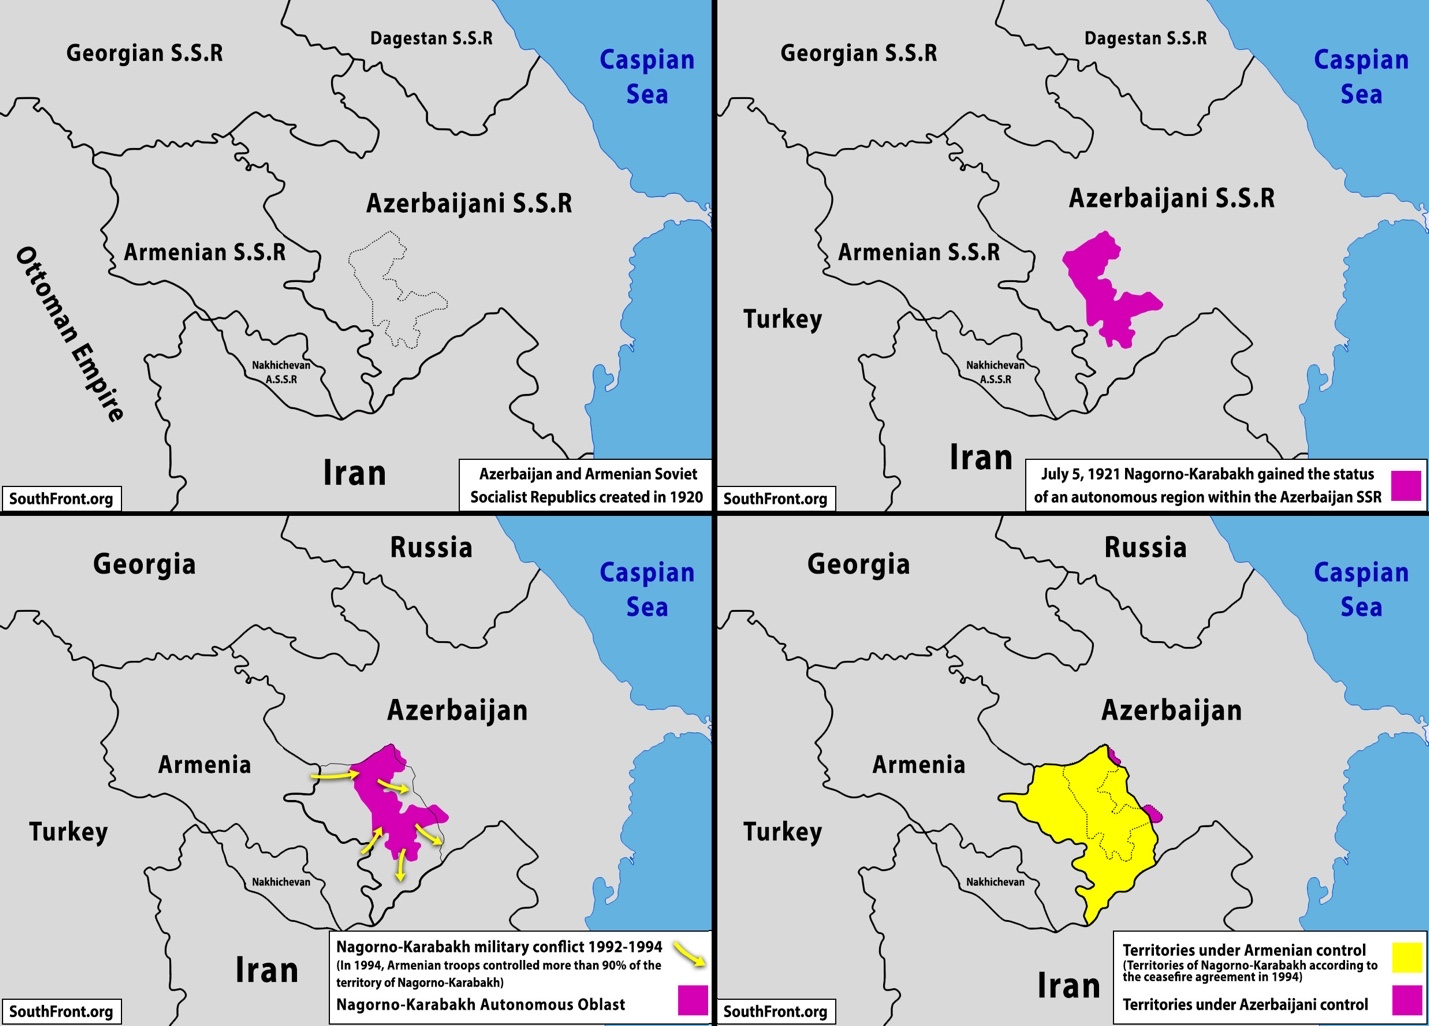 Georgian S.S.R
Dagestan S.S.R
Caspian
Sea
Azerbaijani S.S.R
Armenian S.S.R
Ottoman Empire
Nakhichevan
A.S.S.R
Iran
Azerbaijan and Armenian Soviet
Socialist Republics created in 1920
SouthFront.org
Georgian S.S.R
Dagestan S.S.R
Caspian
Sea
Azerbaijani S.S.R
Armenian S.S.R
Turkey
Nakhichevan
A.S.S.R
Iran
July 5, 1921 Nagorno-Karabakh gained the status
of an autonomous region within the Azerbaijan SSR
SouthFront.org
Georgia
Russia
Caspian
Sea
Azerbaijan
Armenia
Turkey
Nakhichevan
Iran
Nagorno-Karabakh military conflict 1992-1994
(In 1994, Armenian troops controlled more than 90% of the
territory of Nagorno-Karabakh)
Nagorno-Karabakh Autonomous Oblast
SouthFront.org
Georgia
Russia
Caspian
Sea
Azerbaijan
Armenia
Turkey
Nakhichevan
Iran
Territories under Armenian control
(Territories of Nagorno-Karabakh according to
the ceasefire agreement in 1994)
Territories under Azerbaijani control
SouthFront.org